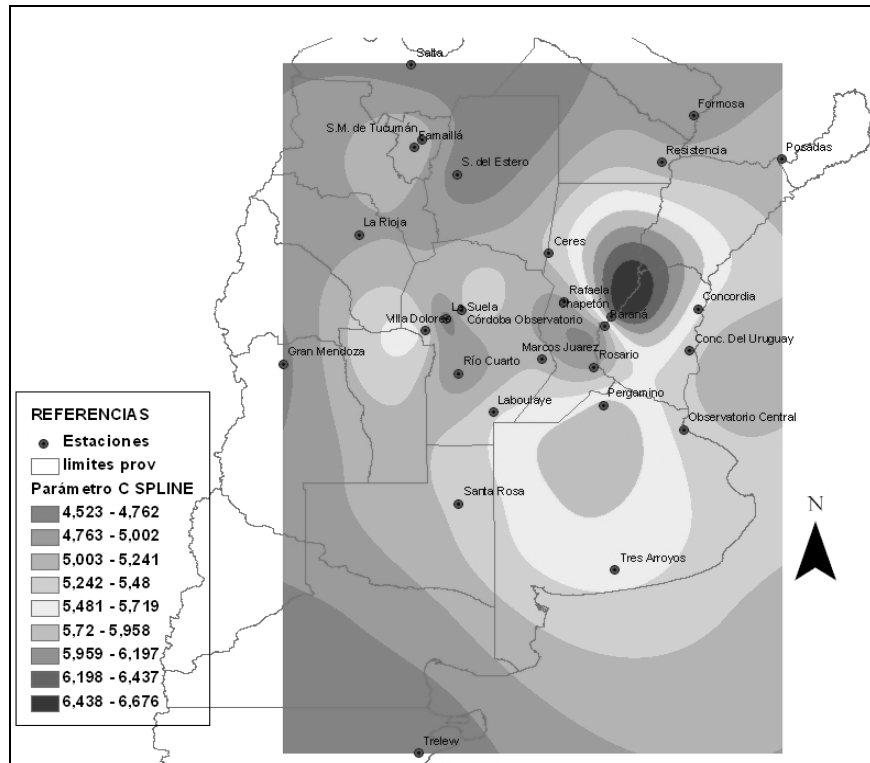 Salta
Formosa
S.M. de Tucumán
Famaillá
Resistencia
Posadas
S. del Estero
La Rioja
Ceres
Rafaela
Chapetón
Concordia
La Suela
Villa Dolores
Córdoba Observatorio
Paraná
Conc. Del Uruguay
Gran Mendoza
Marcos Juarez
Río Cuarto
Rosario
Laboulaye
Pergamino
Observatorio Central
Santa Rosa
Tres Arroyos
Trelew
N
REFERENCIAS
Estaciones
limites prov
Parámetro C SPLINE
4,523 - 4,762
4,763 - 5,002
5,003 - 5,241
5,242 - 5,48
5,481 - 5,719
5,72 - 5,958
5,959 - 6,197
6,198 - 6,437
6,438 - 6,676